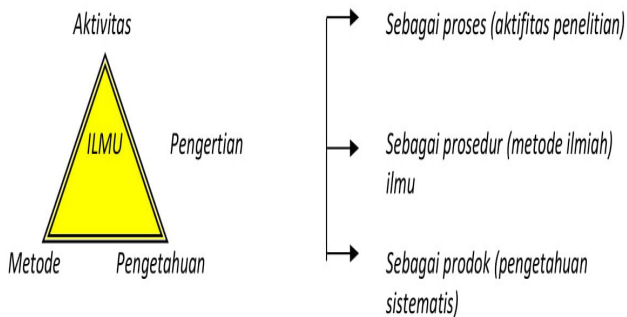 Aktivitas
ILMU
Pengertian
Metode
Pengetahuan
Sebagai proses (aktifitas penelitian)
Sebagai prosedur (metode ilmiah)
ilmu
Sebagai prodok (pengetahuan
sistematis)